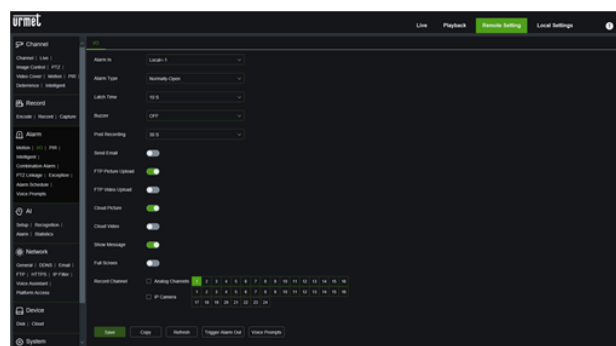 urmet
Live Playback Remote Setting Local Settings
Channel
Channel | Live |
Image Control | PTZ |
Video Cover | Motion | PIR |
Deterrence | Intelligent
Record
Encode | Record | Capture
Alarm
Motion | I/O | PIR |
Intelligent |
Combination Alarm |
PTZ Linkage | Exception |
Alarm Schedule |
Voice Prompts
AI
Setup | Recognition |
Alarm | Statistics
Network
General | DDNS | Email |
FTP | HTTPS | IP Filter |
Voice Assistant |
Platform Access
Device
Disk | Cloud
System
I/O
Alarm In Local<-1
Alarm Type Normally Open
Latch Time 10 S
Buzzer OFF
Post Recording 30 S
Send Email
FTP Picture Upload
FTP Video Upload
Cloud Picture
Cloud Video
Show Message
Full Screen
Record Channel Analog Channels 1 2 3 4 5 6 7 8 9 10 11 12 13 14 15 16
IP Camera 1 2 3 4 5 6 7 8 9 10 11 12 13 14 15 16
17 18 19 20 21 22 23 24
Save Copy Refresh Trigger Alarm Out Voice Prompts